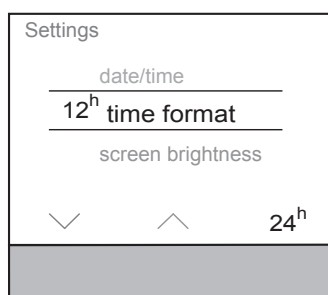 Settings
date/time
12h time format
screen brightness
24h